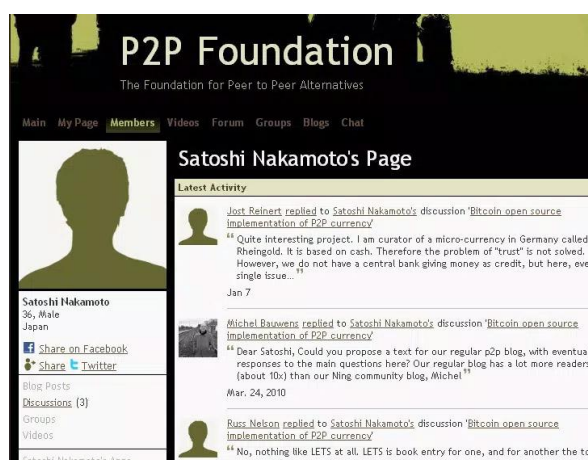 P2P Foundation
The Foundation for Peer to Peer Alternatives
Main My Page Members Videos Forum Groups Blogs Chat
Satoshi Nakamoto's Page
Latest Activity
Jost Reinert replied to Satoshi Nakamoto's discussion 'Bitcoin open source
implementation of P2P currency'
“ Quite interesting project. I am curator of a micro-currency in Germany called
Rheingold. It is based on cash. Therefore the problem of "trust" is not solved.
However, we do not have a central bank giving money as credit, but here, eve
single issue... ”
Jan 7
Michel Bauwens replied to Satoshi Nakamoto's discussion 'Bitcoin open source
implementation of P2P currency'
“ Dear Satoshi, Could you propose a text for our regular p2p blog, with eventua
responses to the main questions here? Our regular blog has a lot more readers
(about 10x) than our Ning community blog, Michel ”
Mar. 24, 2010
Russ Nelson replied to Satoshi Nakamoto's discussion 'Bitcoin open source
implementation of P2P currency'
“ No, nothing like LETS at all. LETS is book entry for one, and for another the
Satoshi Nakamoto
36, Male
Japan
Share on Facebook
Share Twitter
Blog Posts
Discussions (3)
Groups
Videos